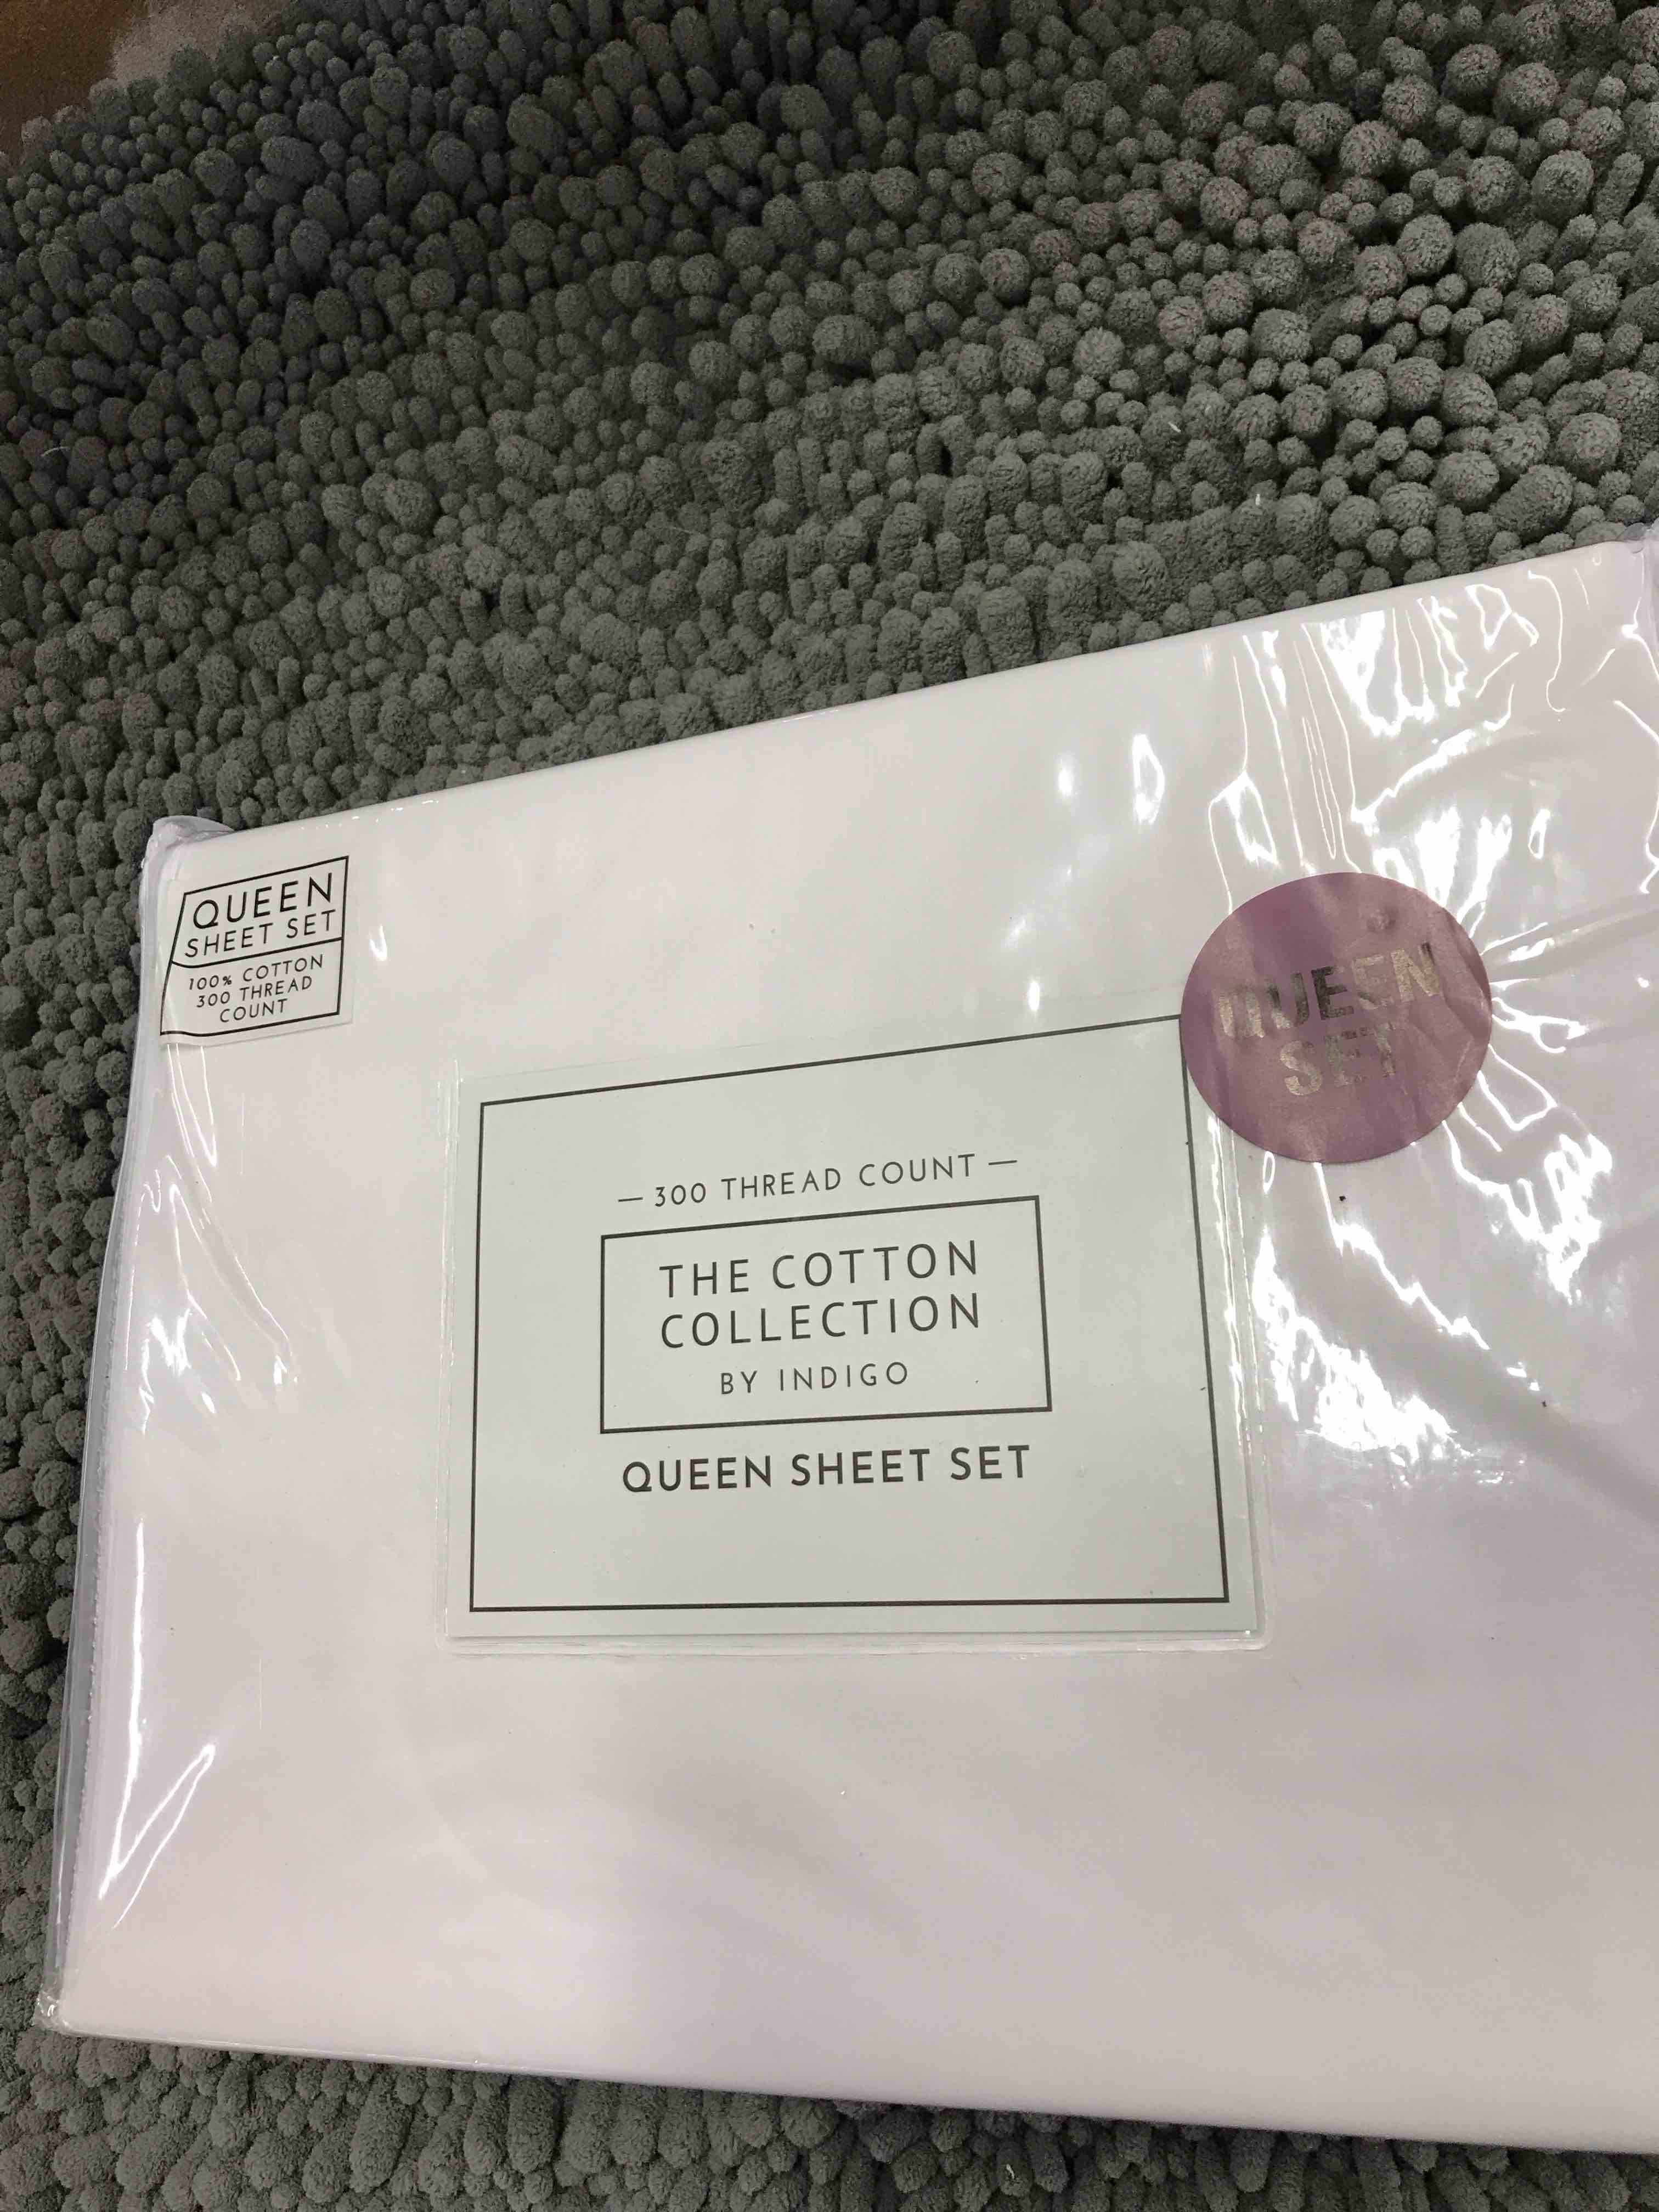 QUEEN
SHEET SET
100% COTTON
300 THREAD
COUNT
QUEEN
SET
— 300 THREAD COUNT —
THE COTTON
COLLECTION
BY INDIGO
QUEEN SHEET SET